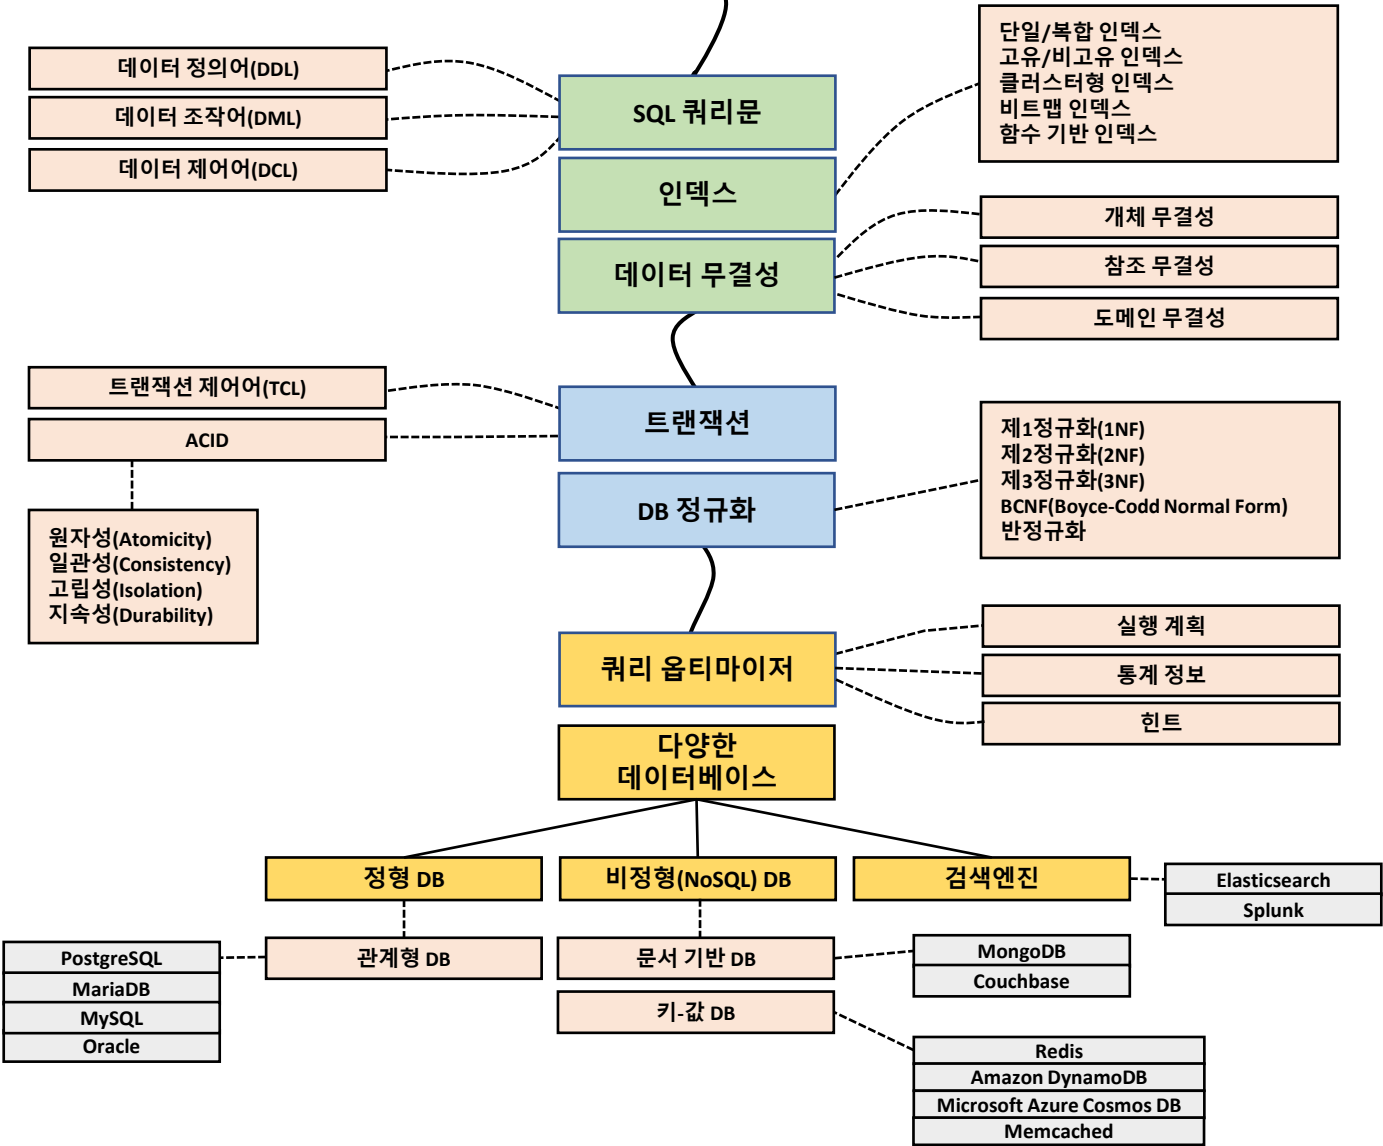 데이터 정의어(DDL)
데이터 조작어(DML)
데이터 제어어(DCL)
SQL 쿼리문
인덱스
데이터 무결성
단일/복합 인덱스
고유/비고유 인덱스
클러스터형 인덱스
비트맵 인덱스
함수 기반 인덱스
개체 무결성
참조 무결성
도메인 무결성
트랜잭션 제어어(TCL)
ACID
원자성(Atomicity)
일관성(Consistency)
고립성(Isolation)
지속성(Durability)
트랜잭션
DB 정규화
제1정규화(1NF)
제2정규화(2NF)
제3정규화(3NF)
BCNF(Boyce-Codd Normal Form)
반정규화
쿼리 옵티마이저
실행 계획
통계 정보
힌트
다양한
데이터베이스
정형 DB
비정형(NoSQL) DB
검색엔진
Elasticsearch
Splunk
PostgreSQL
MariaDB
MySQL
Oracle
관계형 DB
문서 기반 DB
키-값 DB
MongoDB
Couchbase
Redis
Amazon DynamoDB
Microsoft Azure Cosmos DB
Memcached